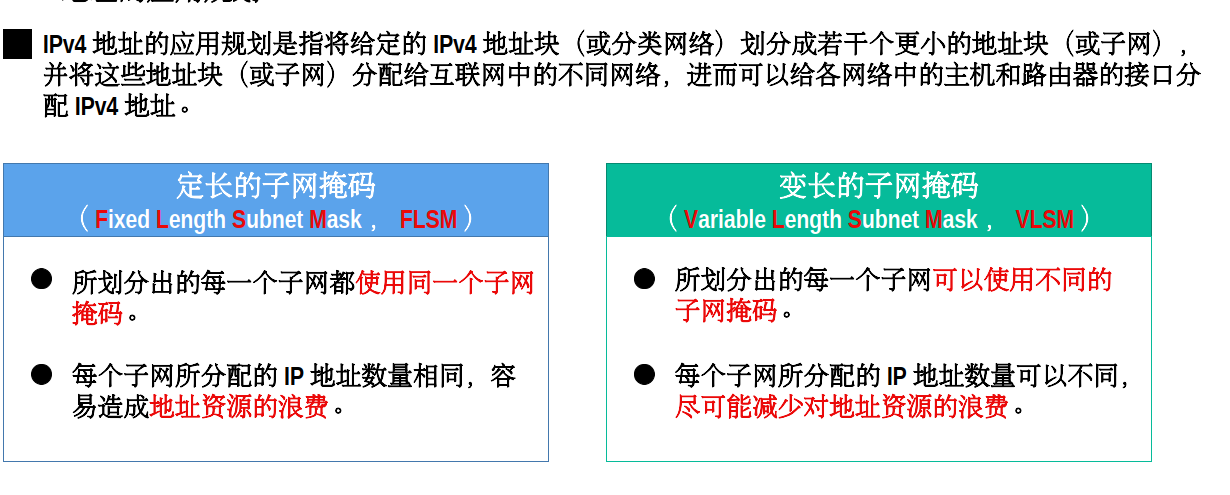 IPv4 地址的应用规划是指将给定的 IPv4 地址块（或分类网络）划分成若干个更小的地址块（或子网），
并将这些地址块（或子网）分配给互联网中的不同网络，进而可以给各网络中的主机和路由器的接口分
配 IPv4 地址。
定长的子网掩码
（Fixed Length Subnet Mask， FLSM）
所划分出的每一个子网都使用同一个子网
掩码。
每个子网所分配的 IP 地址数量相同，容
易造成地址资源的浪费。
变长的子网掩码
（Variable Length Subnet Mask， VLSM）
所划分出的每一个子网可以使用不同的
子网掩码。
每个子网所分配的 IP 地址数量可以不同，
尽可能减少对地址资源的浪费。